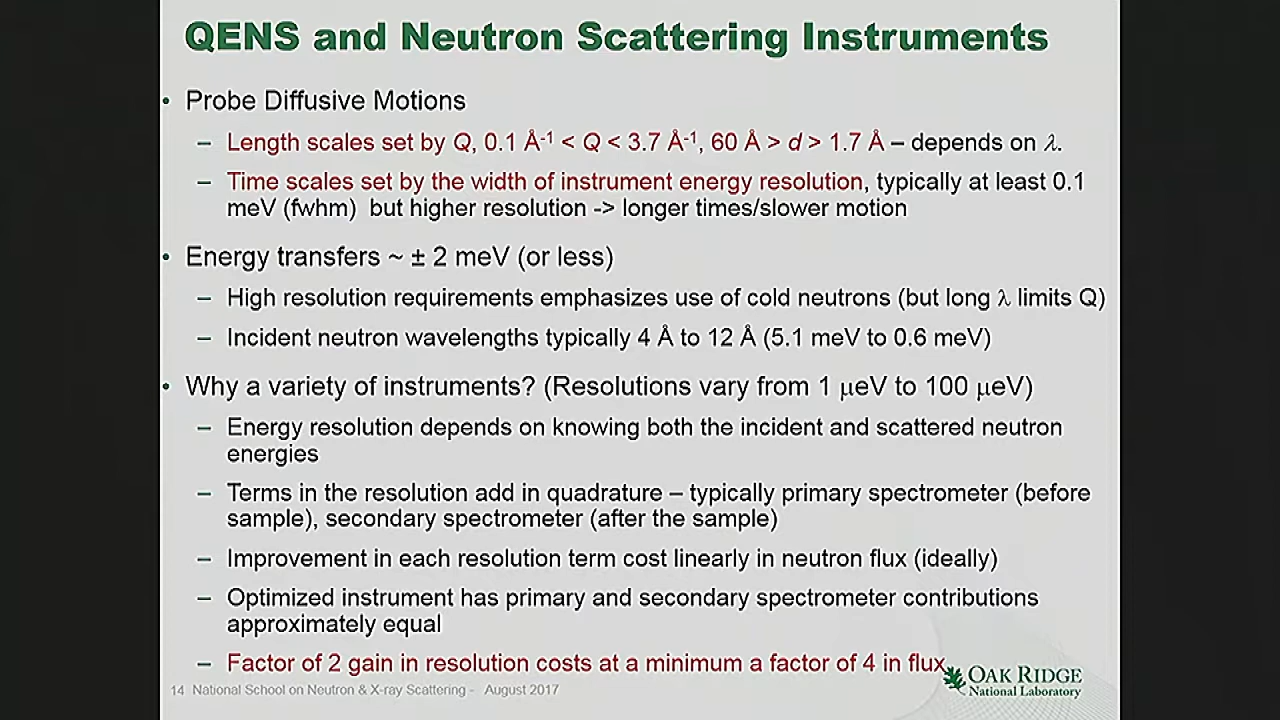 QENS and Neutron Scattering Instruments
• Probe Diffusive Motions
– Length scales set by Q, 0.1 Å-1 < Q < 3.7 Å-1, 60 Å > d > 1.7 Å – depends on λ.
– Time scales set by the width of instrument energy resolution, typically at least 0.1
meV (fwhm) but higher resolution -> longer times/slower motion
• Energy transfers ~ ± 2 meV (or less)
– High resolution requirements emphasizes use of cold neutrons (but long λ limits Q)
– Incident neutron wavelengths typically 4 Å to 12 Å (5.1 meV to 0.6 meV)
• Why a variety of instruments? (Resolutions vary from 1 μeV to 100 μeV)
– Energy resolution depends on knowing both the incident and scattered neutron
energies
– Terms in the resolution add in quadrature – typically primary spectrometer (before
sample), secondary spectrometer (after the sample)
– Improvement in each resolution term cost linearly in neutron flux (ideally)
– Optimized instrument has primary and secondary spectrometer contributions
approximately equal
– Factor of 2 gain in resolution costs at a minimum a factor of 4 in flux
14 National School on Neutron & X-ray Scattering - August 2017
OAK RIDGE
National Laboratory